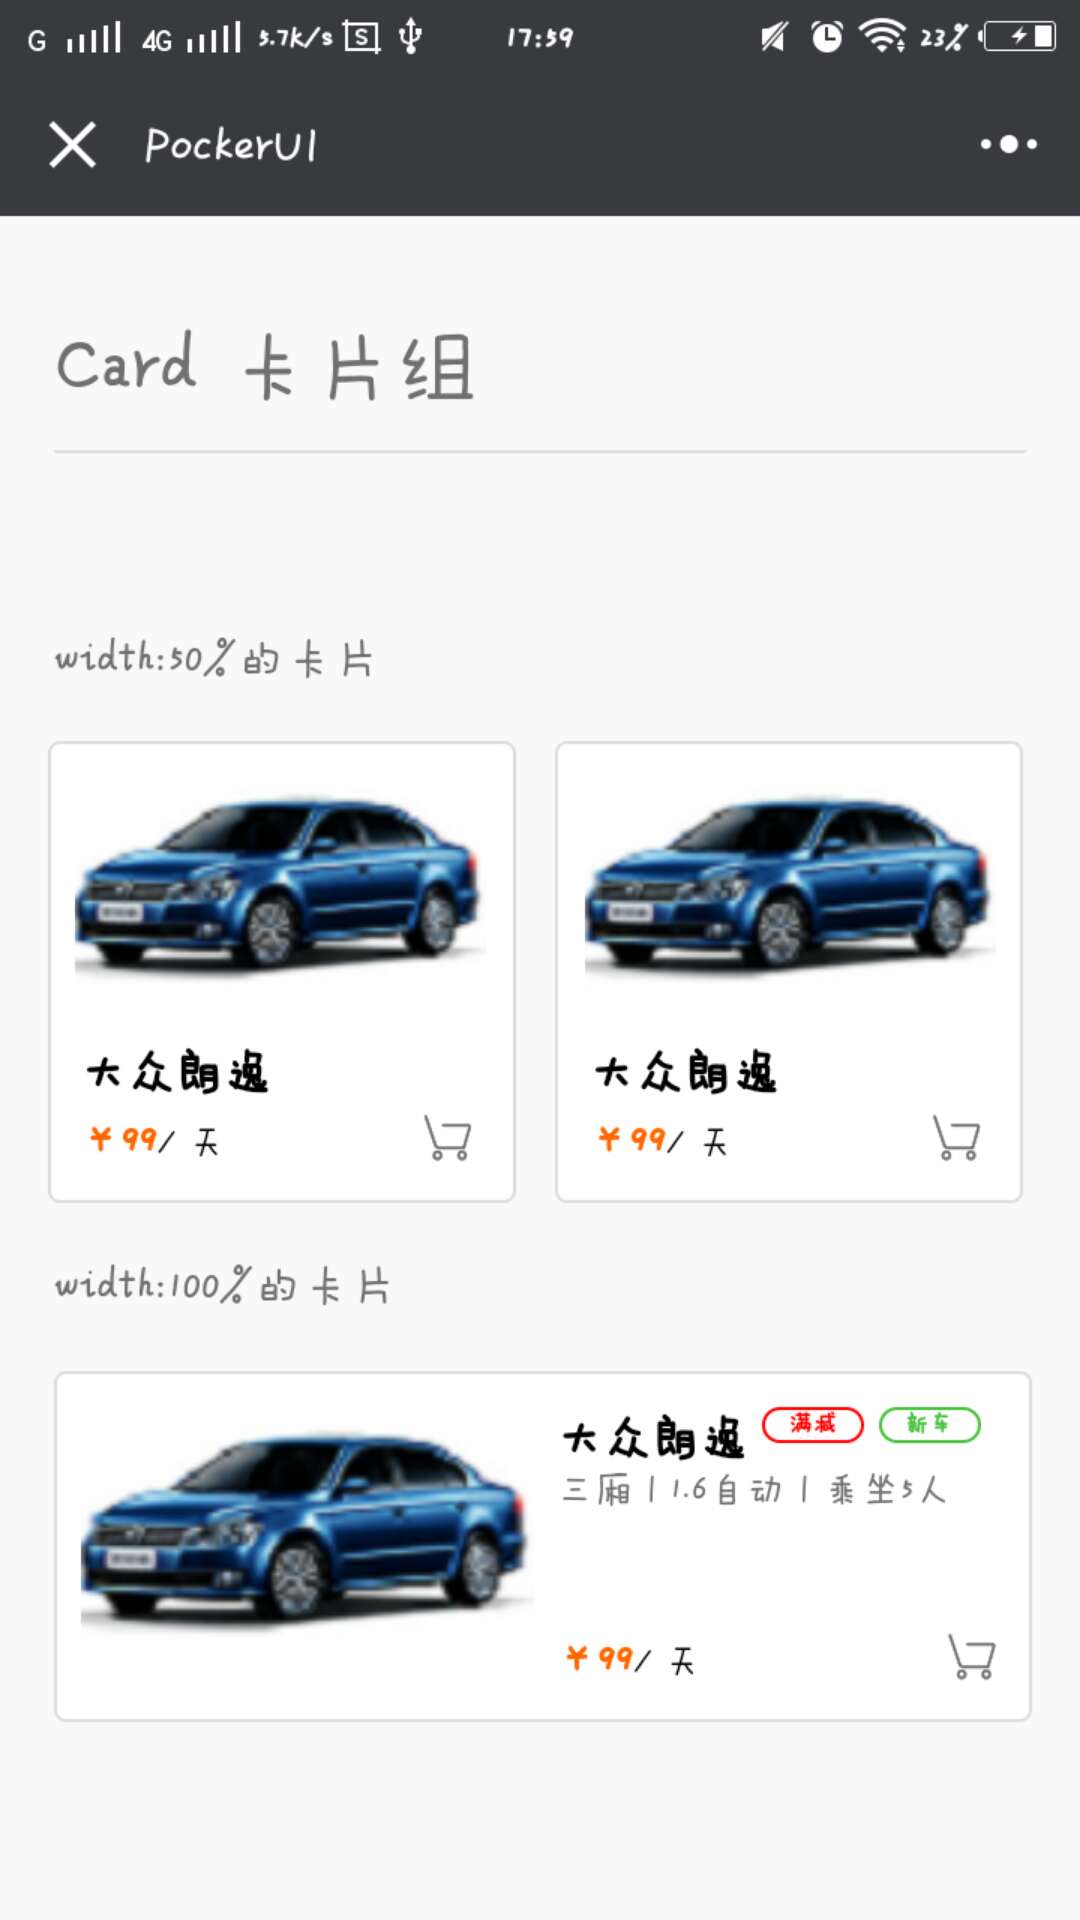 G 4G 5.7K/s S 17:59 23%
PockerUI
Card 卡片组
width:50%的卡片
大众朗逸 大众朗逸
¥99/ 天 ¥99/ 天
width:100%的卡片
大众朗逸 满减 新车
三厢 | 1.6自动 | 乘坐5人
¥99/ 天